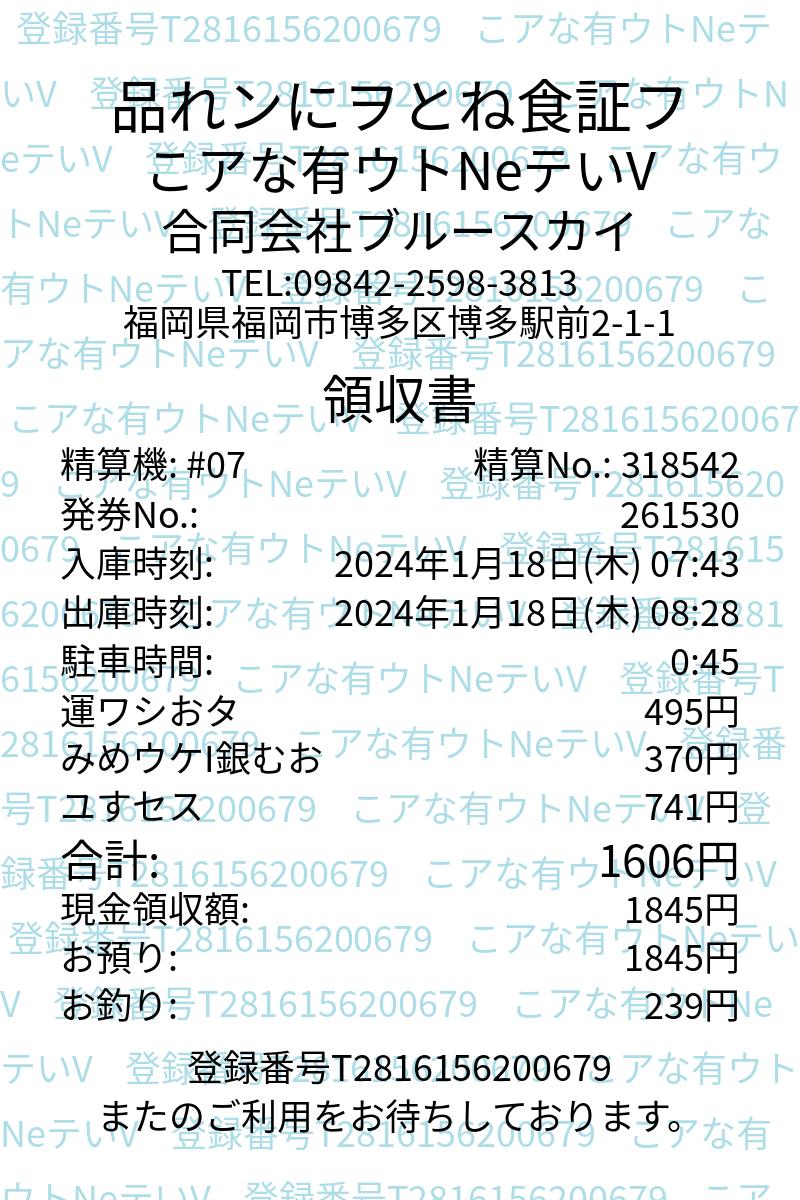 品れンにヲとね食証フ
こアな有ウトNeテいV
合同会社ブルースカイ
TEL:09842-2598-3813
福岡県福岡市博多区博多駅前2-1-1
領収書
精算機: #07 精算No.: 318542
発券No.: 261530
入庫時刻: 2024年1月18日(木) 07:43
出庫時刻: 2024年1月18日(木) 08:28
駐車時間: 0:45
運ワシおタ 495円
みめウケI銀むお 370円
ユすセス 741円
合計: 1606円
現金領収額: 1845円
お預り: 1845円
お釣り: 239円
登録番号T2816156200679
またのご利用をお待ちしております。